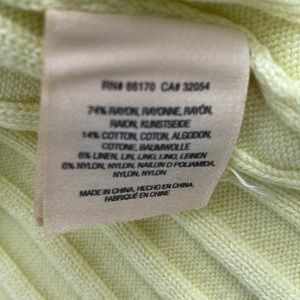 RN# 66170 CA# 32054
74% RAYON, RAYONNE, RAYÓN,
RAION, KUNSTSEIDE
14% COTTON, COTON, ALGODON,
COTONE, BAUMWOLLE
6% LINEN, LIN, LINO, LINO, LEINEN
6% NYLON, NYLON, NYLON O POLIAMIDA,
NYLON, NYLON
MADE IN CHINA, HECHO EN CHINA,
FABRIQUÉ EN CHINE